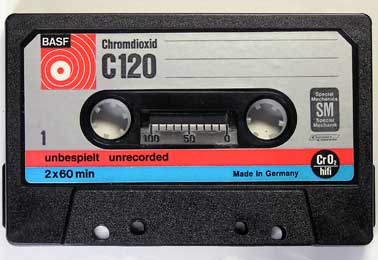 BASF
Chromdioxid
C120
Special
Mechanics
SM
Special
Mechanik
1
100 50 0
unbespielt unrecorded
2x60 min
Made in Germany
CrO2
hifi